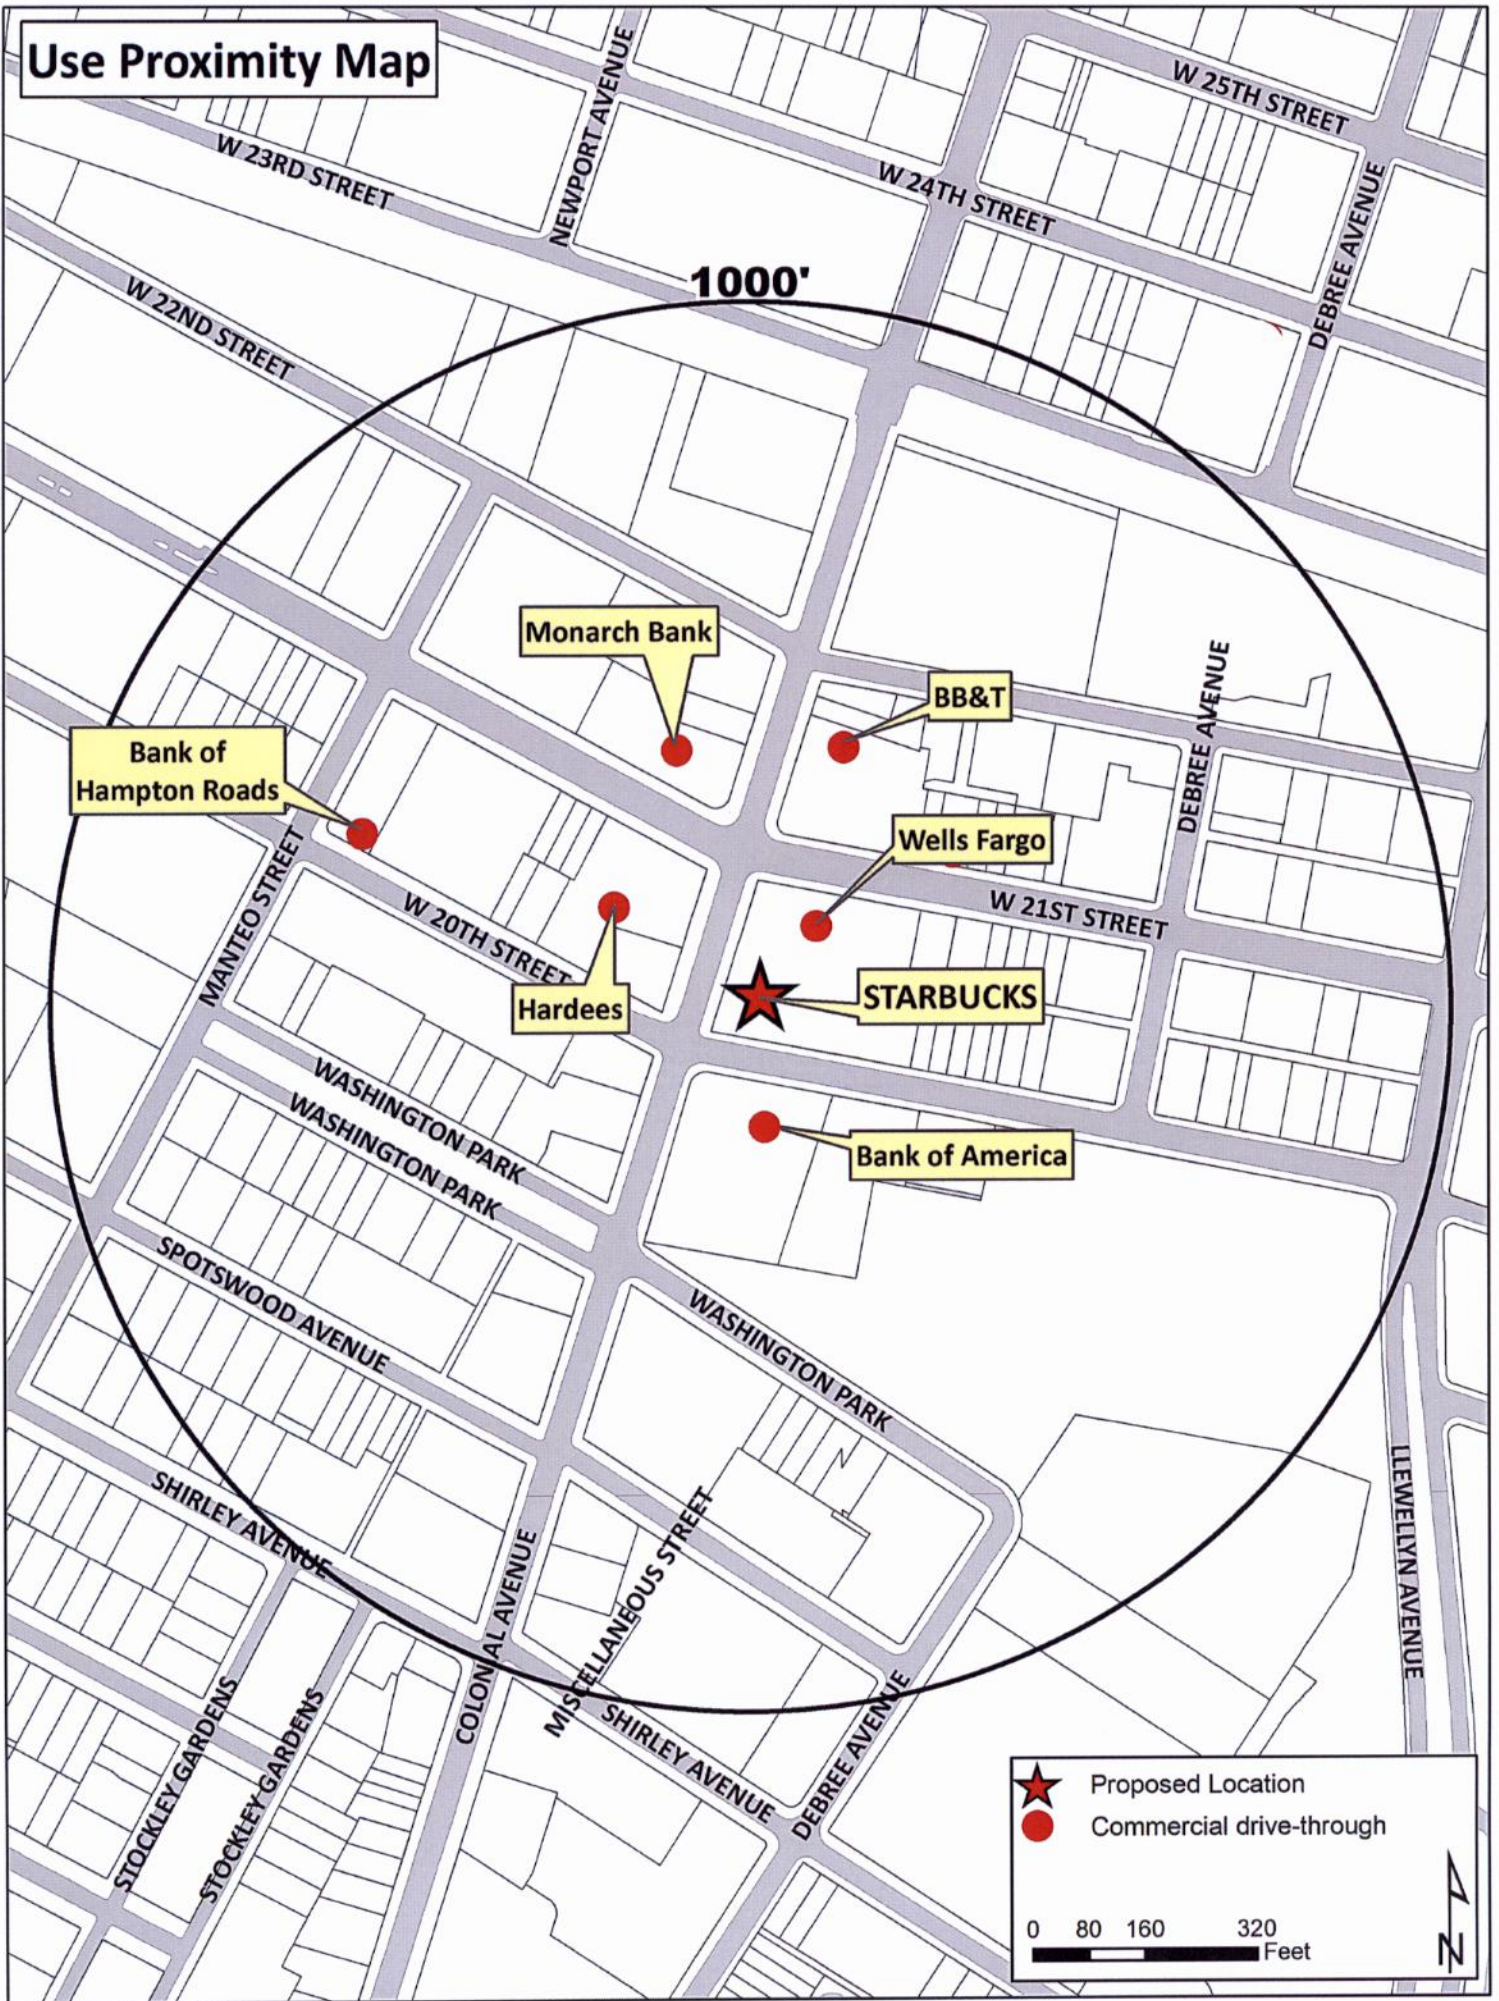 Use Proximity Map
W 25TH STREET
NEWPORT AVENUE
W 23RD STREET
W 24TH STREET
DEBREE AVENUE
1000'
W 22ND STREET
Monarch Bank
BB&T
DEBREE AVENUE
Bank of
Hampton Roads
Wells Fargo
MANTEO STREET
W 20TH STREET
W 21ST STREET
STARBUCKS
Hardees
WASHINGTON PARK
WASHINGTON PARK
Bank of America
SPOTSWOOD AVENUE
WASHINGTON PARK
SHIRLEY AVENUE
MISCELLANEOUS STREET
LLEWELLYN AVENUE
COLONIAL AVENUE
STOCKLEY GARDENS
STOCKLEY GARDENS
SHIRLEY AVENUE
DEBREE AVENUE
Proposed Location
Commercial drive-through
0 80 160 320
Feet
N